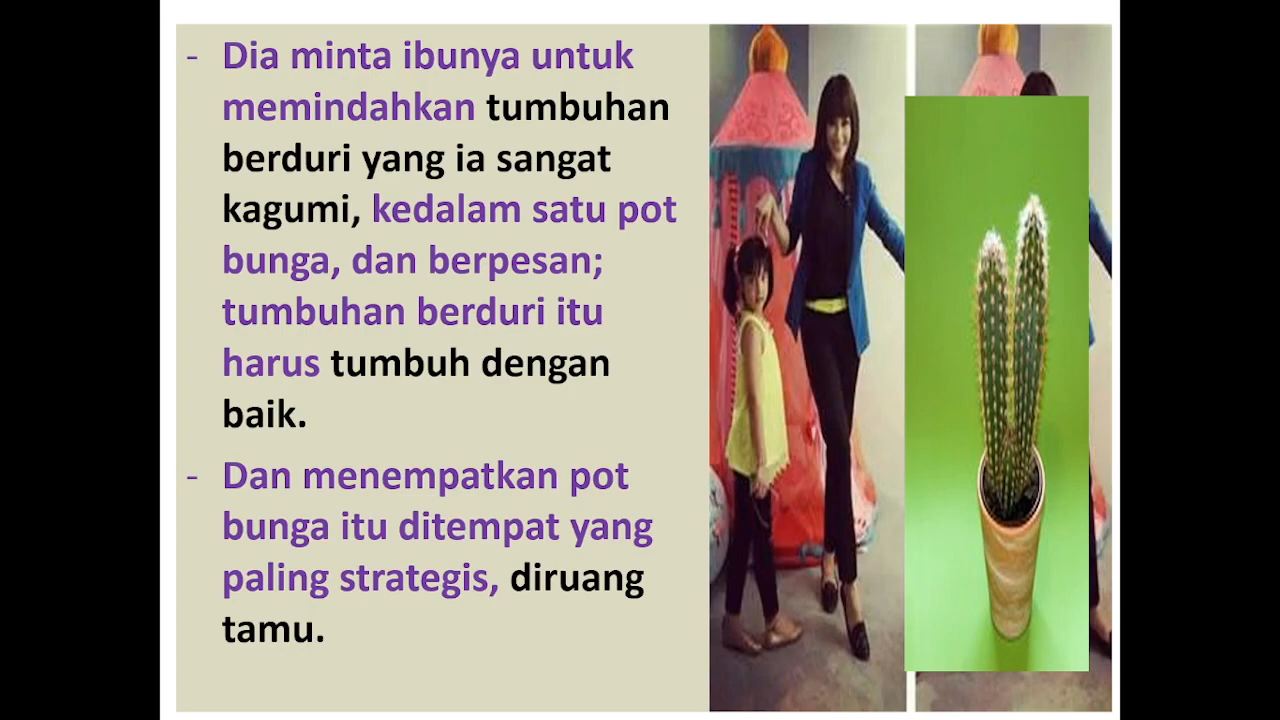 - Dia minta ibunya untuk
memindahkan tumbuhan
berduri yang ia sangat
kagumi, kedalam satu pot
bunga, dan berpesan;
tumbuhan berduri itu
harus tumbuh dengan
baik.
- Dan menempatkan pot
bunga itu ditempat yang
paling strategis, diruang
tamu.